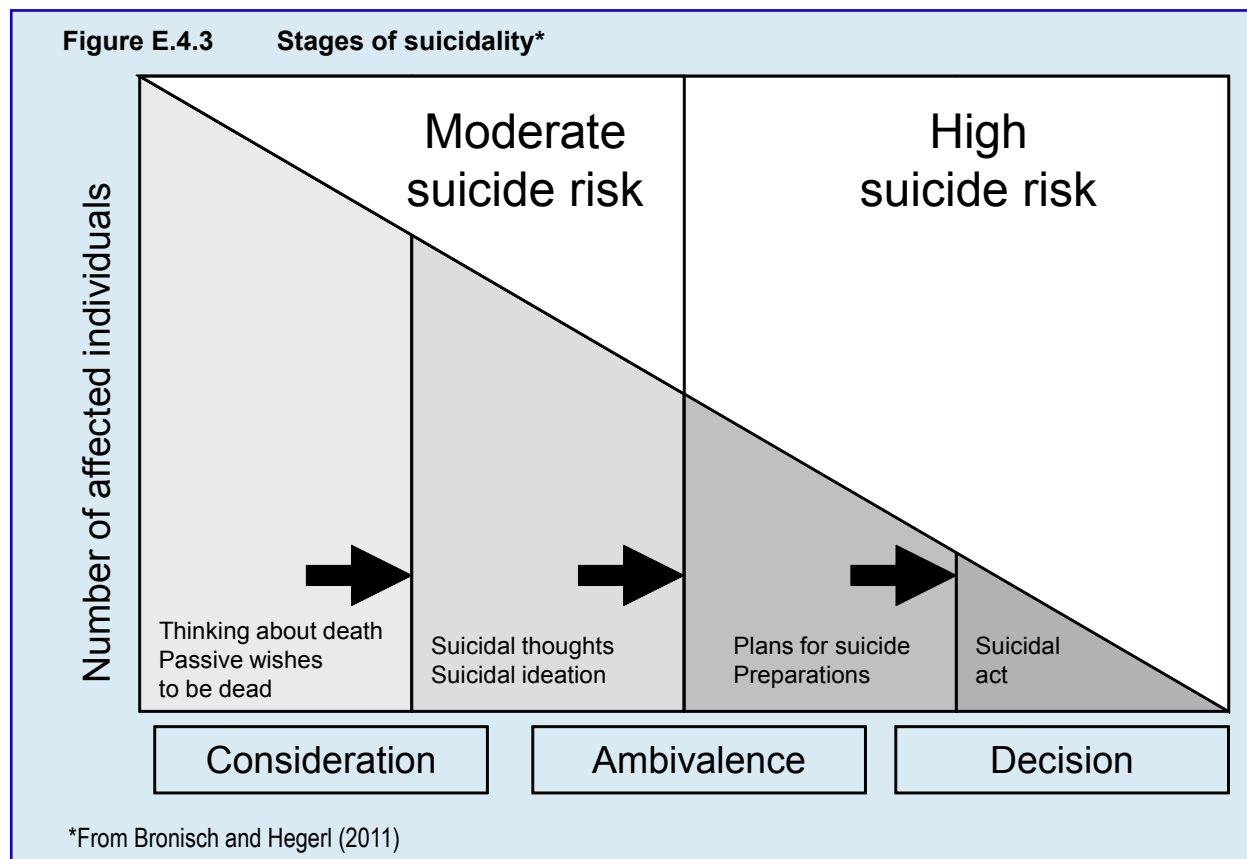 Figure E.4.3 Stages of suicidality*
Moderate
suicide risk
High
suicide risk
Number of affected individuals
Thinking about death
Passive wishes
to be dead
Suicidal thoughts
Suicidal ideation
Plans for suicide
Preparations
Suicidal
act
Consideration
Ambivalence
Decision
*From Bronisch and Hegerl (2011)